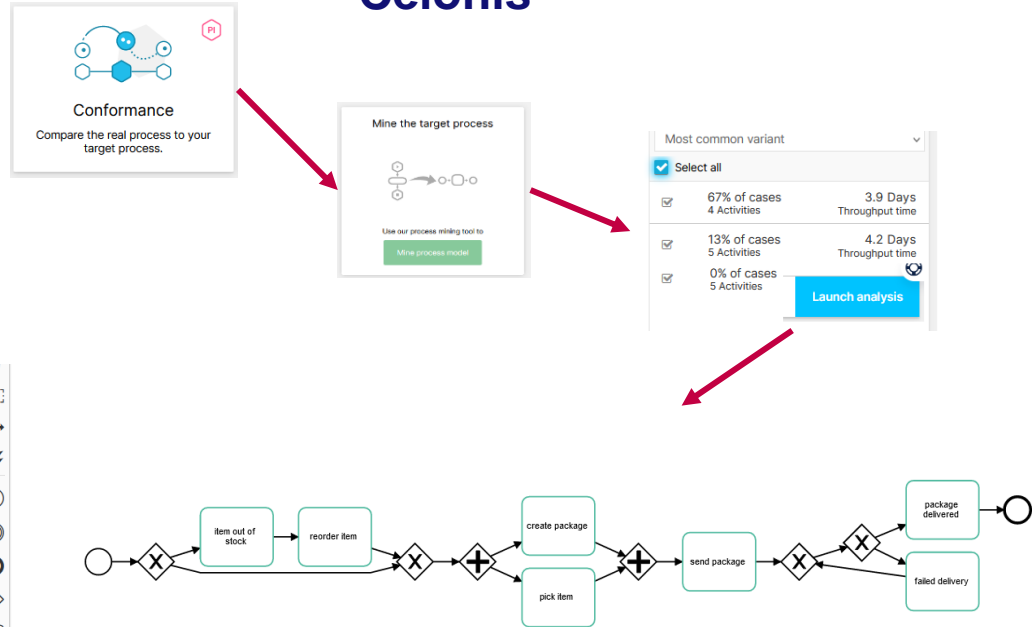 Celonis
PI
Conformance
Compare the real process to your
target process.
Mine the target process
Use our process mining tool to
Mine process model
Most common variant
Select all
67% of cases
3.9 Days
4 Activities
Throughput time
13% of cases
4.2 Days
5 Activities
Throughput time
0% of cases
5 Activities
Launch analysis
item out of
stock
reorder item
create package
pick item
send package
package
delivered
failed delivery